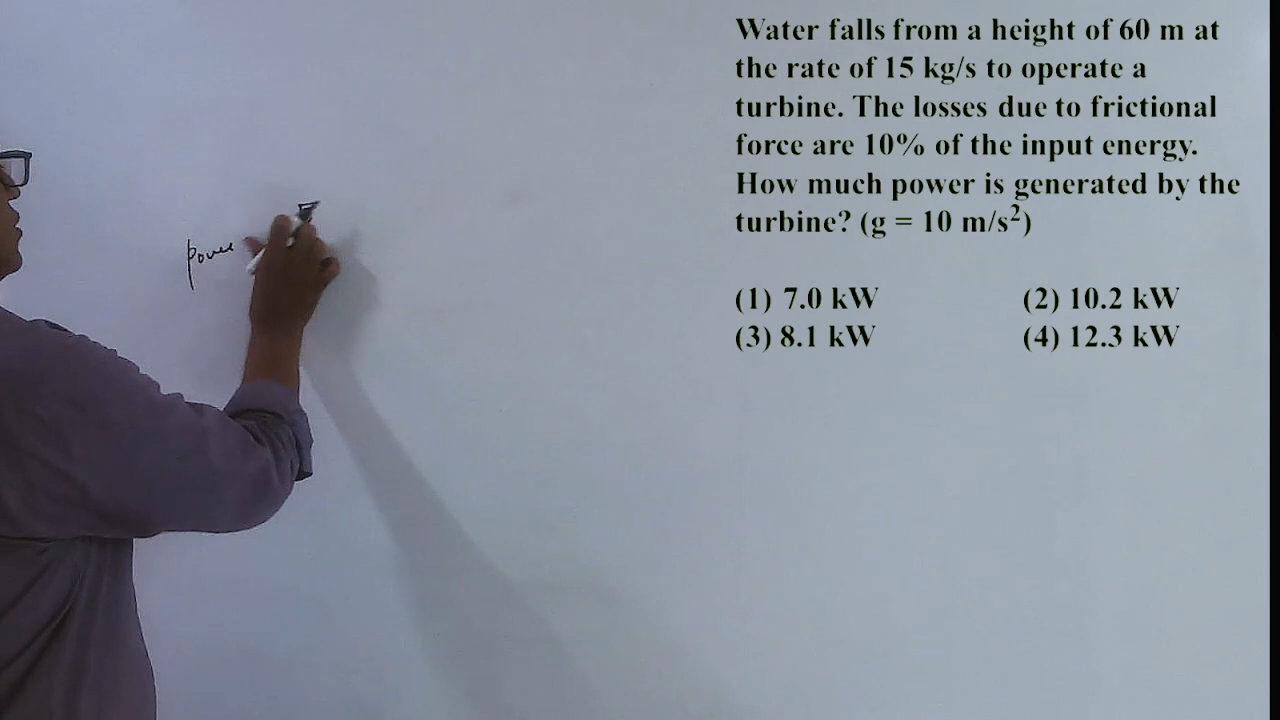 Water falls from a height of 60 m at
the rate of 15 kg/s to operate a
turbine. The losses due to frictional
force are 10% of the input energy.
How much power is generated by the
turbine? (g = 10 m/s²)
(1) 7.0 kW (2) 10.2 kW
(3) 8.1 kW (4) 12.3 kW
Power